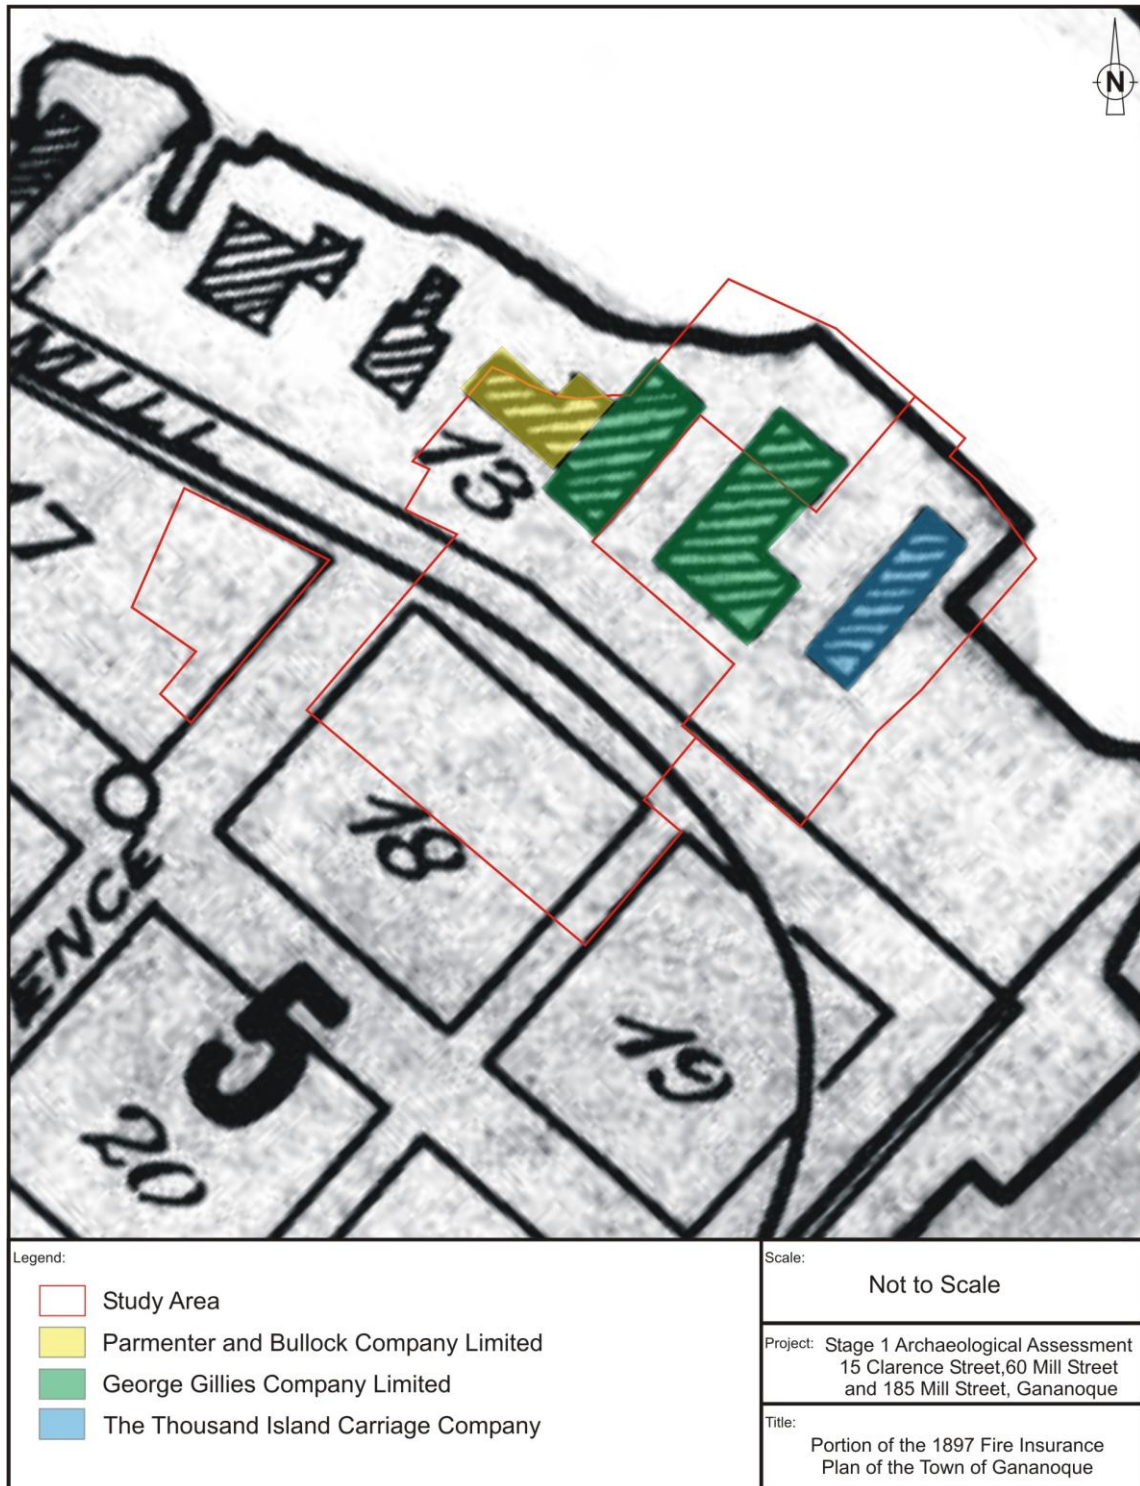 N
MILL
13
17
18
ENCE
5
19
20
Legend:
Study Area
Parmenter and Bullock Company Limited
George Gillies Company Limited
The Thousand Island Carriage Company
Scale:
Not to Scale
Project: Stage 1 Archaeological Assessment
15 Clarence Street,60 Mill Street
and 185 Mill Street, Gananoque
Title:
Portion of the 1897 Fire Insurance
Plan of the Town of Gananoque